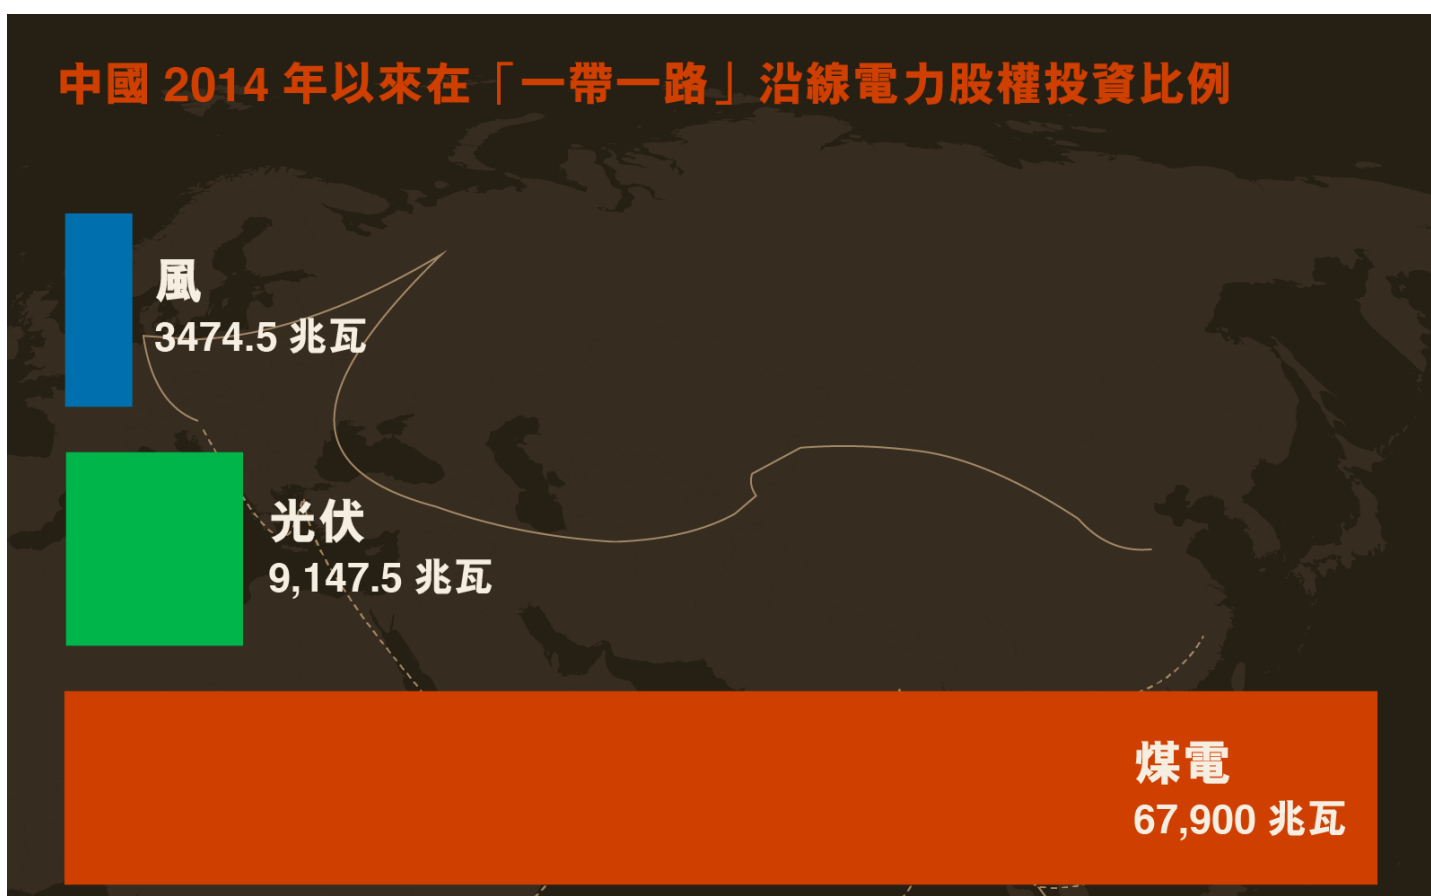 中國 2014 年以來在「一帶一路」沿線電力股權投資比例
風
3474.5 兆瓦
光伏
9,147.5 兆瓦
煤電
67,900 兆瓦